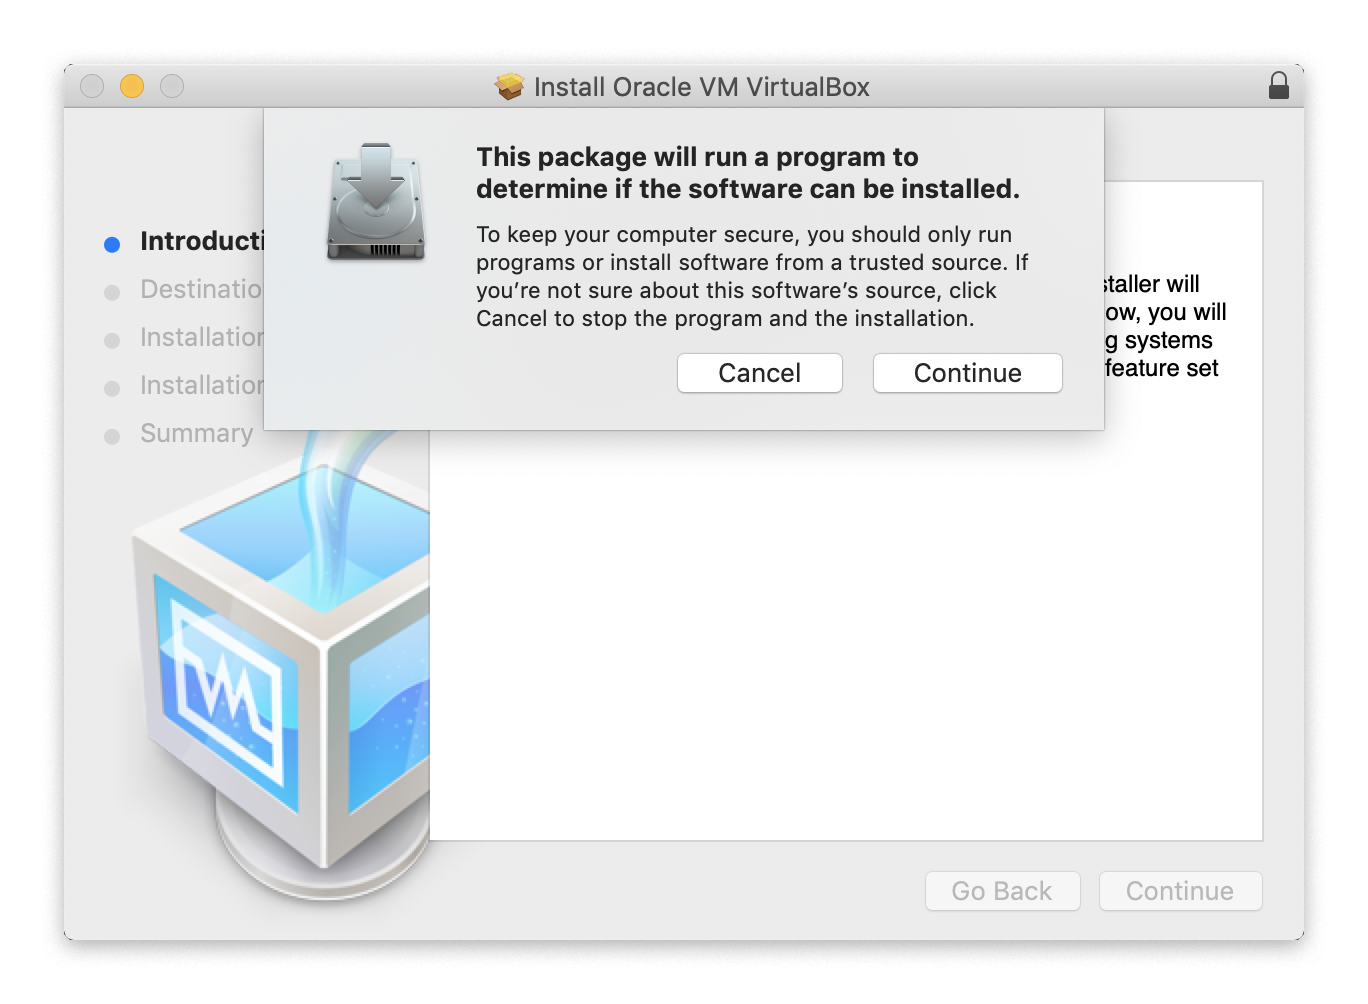 Install Oracle VM VirtualBox
This package will run a program to
determine if the software can be installed.
To keep your computer secure, you should only run
programs or install software from a trusted source. If
you’re not sure about this software’s source, click
Cancel to stop the program and the installation.
Cancel
Continue
Introducti
Destinatio
Installation
Installation
Summary
staller will
ow, you will
g systems
feature set
Go Back
Continue